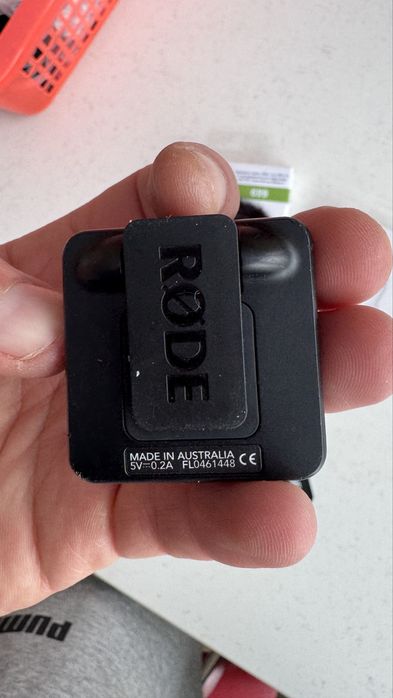 RØDE
MADE IN AUSTRALIA
5V⎓0.2A FL0461448 CE
puma